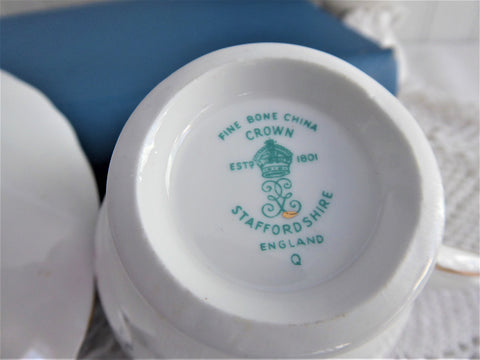 FINE BONE CHINA
CROWN
ESTD 1801
STAFFORDSHIRE
ENGLAND
Q